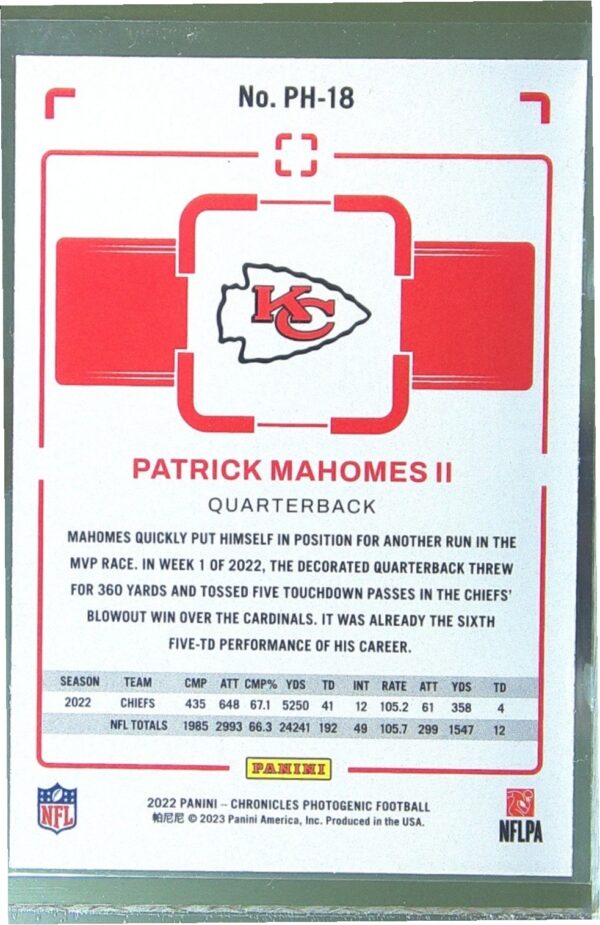 No. PH-18
KC
PATRICK MAHOMES II
QUARTERBACK
MAHOMES QUICKLY PUT HIMSELF IN POSITION FOR ANOTHER RUN IN THE
MVP RACE. IN WEEK 1 OF 2022, THE DECORATED QUARTERBACK THREW
FOR 360 YARDS AND TOSSED FIVE TOUCHDOWN PASSES IN THE CHIEFS'
BLOWOUT WIN OVER THE CARDINALS. IT WAS ALREADY THE SIXTH
FIVE-TD PERFORMANCE OF HIS CAREER.
SEASON TEAM CMP ATT CMP% YDS TD INT RATE ATT YDS TD
2022 CHIEFS 435 648 67.1 5250 41 12 105.2 61 358 4
NFL TOTALS 1985 2993 66.3 24241 192 49 105.7 299 1547 12
PANINI
2022 PANINI – CHRONICLES PHOTOGENIC FOOTBALL
帕尼尼 © 2023 Panini America, Inc. Produced in the USA.
NFL
NFLPA